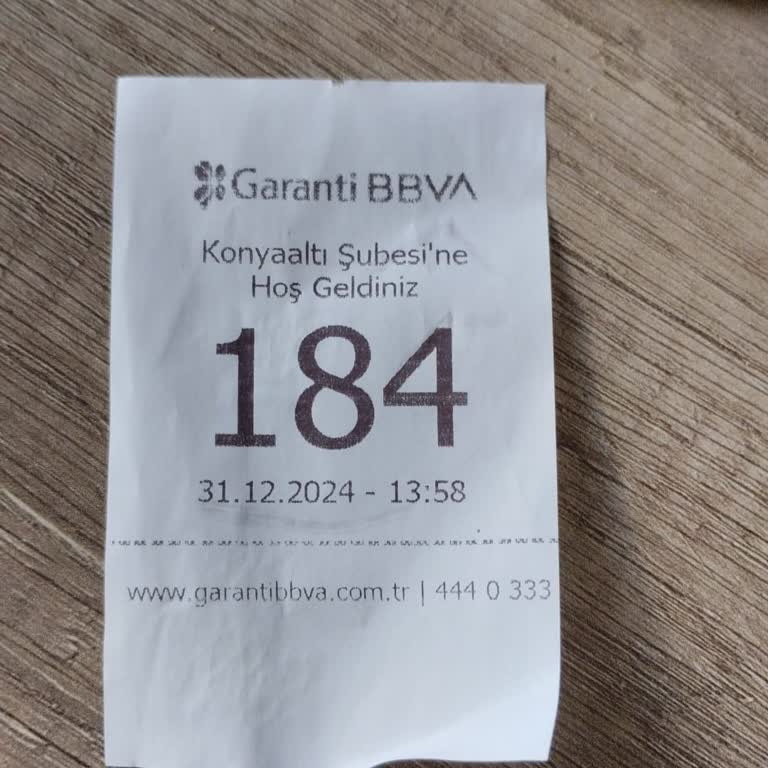 Garanti BBVA
Konyaaltı Şubesi'ne
Hoş Geldiniz
184
31.12.2024 - 13:58
www.garantibbva.com.tr | 444 0 333